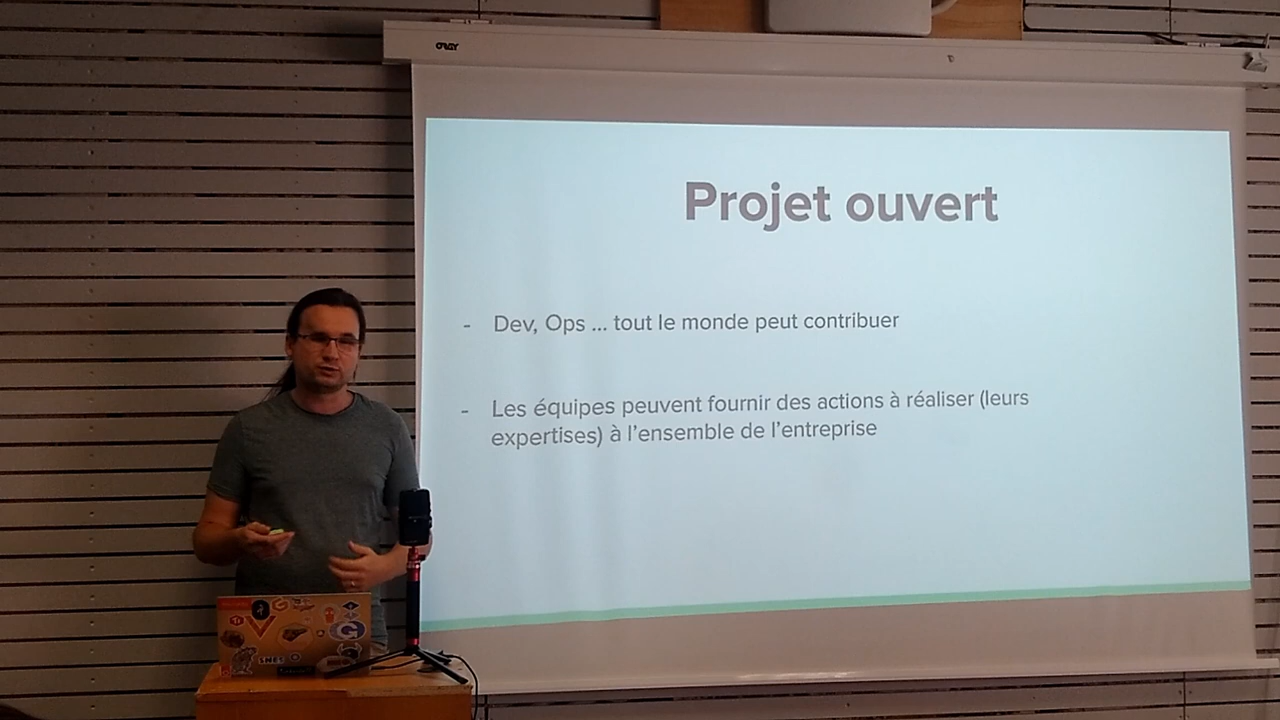 ORAY
Projet ouvert
- Dev, Ops ... tout le monde peut contribuer
- Les équipes peuvent fournir des actions à réaliser (leurs
expertises) à l'ensemble de l'entreprise